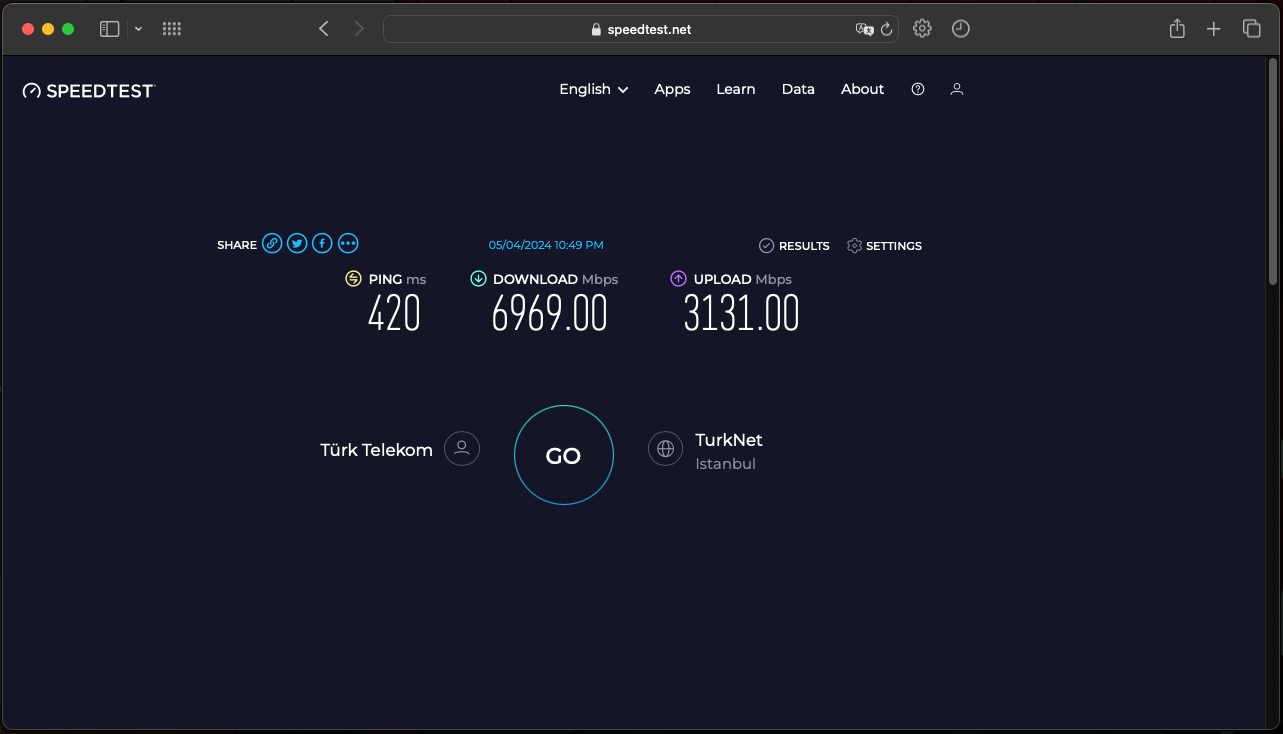 speedtest.net
SPEEDTEST
English Apps Learn Data About
SHARE 05/04/2024 10:49 PM RESULTS SETTINGS
PING ms DOWNLOAD Mbps UPLOAD Mbps
420 6969.00 3131.00
Türk Telekom GO TurkNet
Istanbul